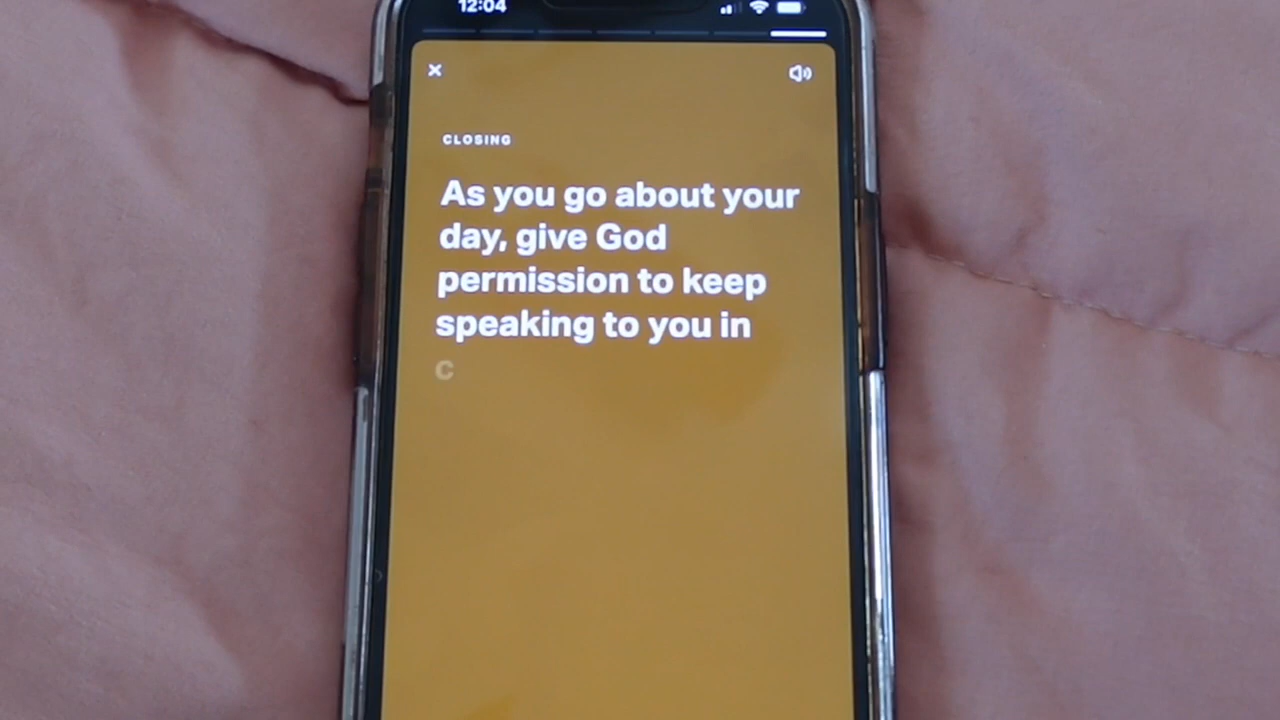 12:04
CLOSING
As you go about your
day, give God
permission to keep
speaking to you in
C